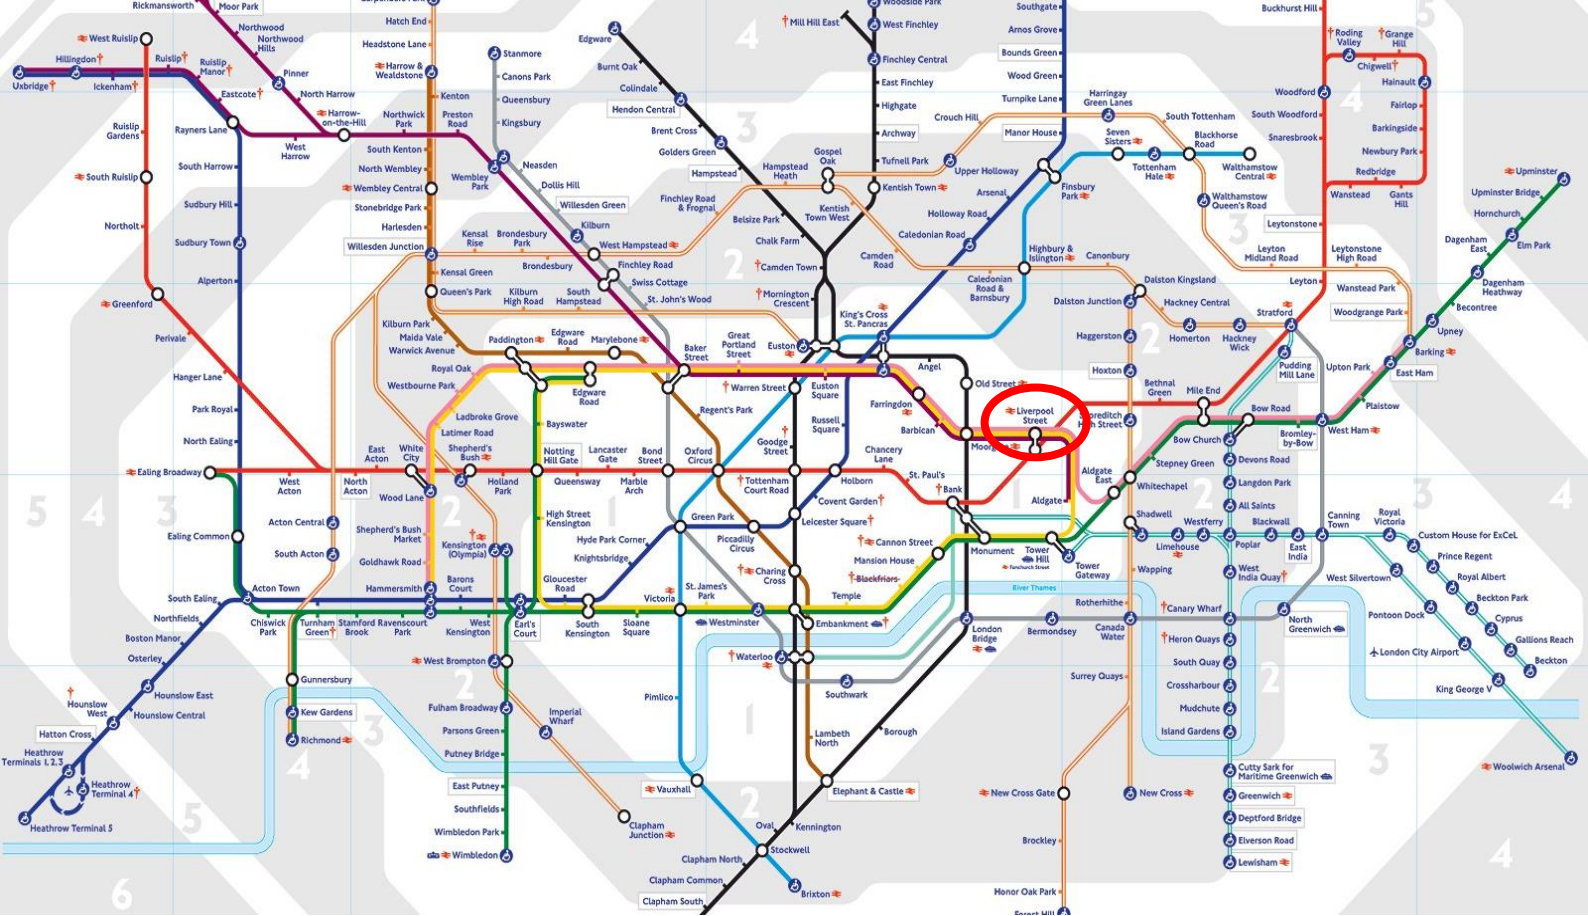 Rickmansworth
Moor Park
Northwood
Northwood
Hills
Pinner
North Harrow
Harrow-
on-the-Hill
West Ruislip
Hillingdon
Ruislip
Ruislip
Manor
Uxbridge
Ickenham
Eastcote
Rayners Lane
West
Harrow
Ruislip
Gardens
South Ruislip
Northolt
Greenford
Perivale
Hanger Lane
South Harrow
Sudbury Hill
Sudbury Town
Alperton
Park Royal
North Ealing
Ealing Broadway
West
Acton
North
Acton
East
Acton
Ealing Common
Acton Central
South Acton
Acton Town
South Ealing
Northfields
Boston Manor
Osterley
Hounslow East
Hounslow Central
Hounslow
West
Hatton Cross
Heathrow
Terminals 1, 2, 3
Heathrow
Terminal 4
Heathrow Terminal 5
Hatch End
Headstone Lane
Harrow &
Wealdstone
Kenton
Northwick
Park
Preston
Road
South Kenton
North Wembley
Wembley Central
Stonebridge Park
Harlesden
Willesden Junction
Kensal Green
Queen's Park
Kilburn Park
Maida Vale
Warwick Avenue
Royal Oak
Westbourne Park
Ladbroke Grove
Latimer Road
Stanmore
Canons Park
Queensbury
Kingsbury
Wembley
Park
Neasden
Dollis Hill
Willesden Green
Kilburn
West Hampstead
Finchley Road
Swiss Cottage
St. John's Wood
Kensal
Rise
Brondesbury
Park
Brondesbury
Kilburn
High Road
South
Hampstead
Finchley Road
& Frognal
Hampstead
Heath
Gospel
Oak
Edgware
Burnt Oak
Colindale
Hendon Central
Brent Cross
Golders Green
Hampstead
Belsize Park
Chalk Farm
Camden Town
Mornington
Crescent
Euston
Mill Hill East
Woodside Park
West Finchley
Finchley Central
East Finchley
Highgate
Archway
Tufnell Park
Kentish Town
Kentish
Town West
Camden
Road
Caledonian
Road &
Barnsbury
Southgate
Arnos Grove
Bounds Green
Wood Green
Turnpike Lane
Manor House
Finsbury
Park
Arsenal
Holloway Road
Caledonian Road
King's Cross
St. Pancras
Crouch Hill
Upper Holloway
Harringay
Green Lanes
South Tottenham
Seven
Sisters
Blackhorse
Road
Tottenham
Hale
Walthamstow
Central
Walthamstow
Queen's Road
Leyton
Midland Road
Leytonstone
High Road
Wanstead Park
Woodgrange Park
Highbury &
Islington
Canonbury
Dalston Kingsland
Dalston Junction
Hackney Central
Haggerston
Homerton
Hackney
Wick
Stratford
Hoxton
Pudding
Mill Lane
Buckhurst Hill
Roding
Valley
Grange
Hill
Chigwell
Hainault
Woodford
Fairlop
South Woodford
Barkingside
Snaresbrook
Newbury Park
Redbridge
Wanstead
Gants
Hill
Leytonstone
Leyton
Upminster
Upminster Bridge
Hornchurch
Elm Park
Dagenham
East
Dagenham
Heathway
Becontree
Upney
Barking
East Ham
Upton Park
Plaistow
West Ham
Bromley-
by-Bow
Bow Road
Bow Church
Mile End
Bethnal
Green
Stepney Green
Whitechapel
Aldgate
East
Aldgate
Liverpool
Street
Old Street
Angel
Farringdon
Barbican
Paddington
Edgware
Road
Marylebone
Baker
Street
Great
Portland
Street
Warren Street
Euston
Square
Edgware
Road
Regent's Park
Russell
Square
Goodge
Street
Bayswater
Notting
Hill Gate
Queensway
Lancaster
Gate
Marble
Arch
Bond
Street
Oxford
Circus
Tottenham
Court Road
Holborn
Chancery
Lane
St. Paul's
Bank
Covent Garden
Leicester Square
White
City
Shepherd's
Bush
Holland
Park
Wood Lane
Shepherd's Bush
Market
Goldhawk Road
Hammersmith
Kensington
(Olympia)
High Street
Kensington
Barons
Court
Gloucester
Road
Hyde Park Corner
Knightsbridge
Green Park
Piccadilly
Circus
Charing
Cross
Cannon Street
Mansion House
Blackfriars
Temple
Monument
Tower
Hill
Fenchurch Street
Tower
Gateway
Chiswick
Park
Turnham
Green
Stamford
Brook
Ravenscourt
Park
West
Kensington
Earl's
Court
South
Kensington
Sloane
Square
Victoria
St. James's
Park
Westminster
Embankment
Waterloo
Southwark
London
Bridge
Bermondsey
River Thames
Gunnersbury
Kew Gardens
Richmond
West Brompton
Fulham Broadway
Parsons Green
Putney Bridge
East Putney
Southfields
Wimbledon Park
Wimbledon
Imperial
Wharf
Clapham
Junction
Pimlico
Vauxhall
Lambeth
North
Borough
Elephant & Castle
Oval
Kennington
Stockwell
Clapham North
Clapham Common
Clapham South
Brixton
Shadwell
Wapping
Rotherhithe
Canada
Water
Surrey Quays
New Cross Gate
New Cross
Brockley
Honor Oak Park
Forest Hill
Devons Road
Langdon Park
All Saints
Limehouse
Westferry
Poplar
Blackwall
East
India
Canning
Town
West
India Quay
Canary Wharf
Heron Quays
South Quay
Crossharbour
Mudchute
Island Gardens
Cutty Sark for
Maritime Greenwich
Greenwich
Deptford Bridge
Elverson Road
Lewisham
North
Greenwich
Royal
Victoria
Custom House for ExCeL
Prince Regent
Royal Albert
Beckton Park
Cyprus
Gallions Reach
Beckton
West Silvertown
Pontoon Dock
London City Airport
King George V
Woolwich Arsenal
1
1
1
2
2
2
2
2
2
2
3
3
3
3
3
3
4
4
4
4
4
4
5
5
5
6